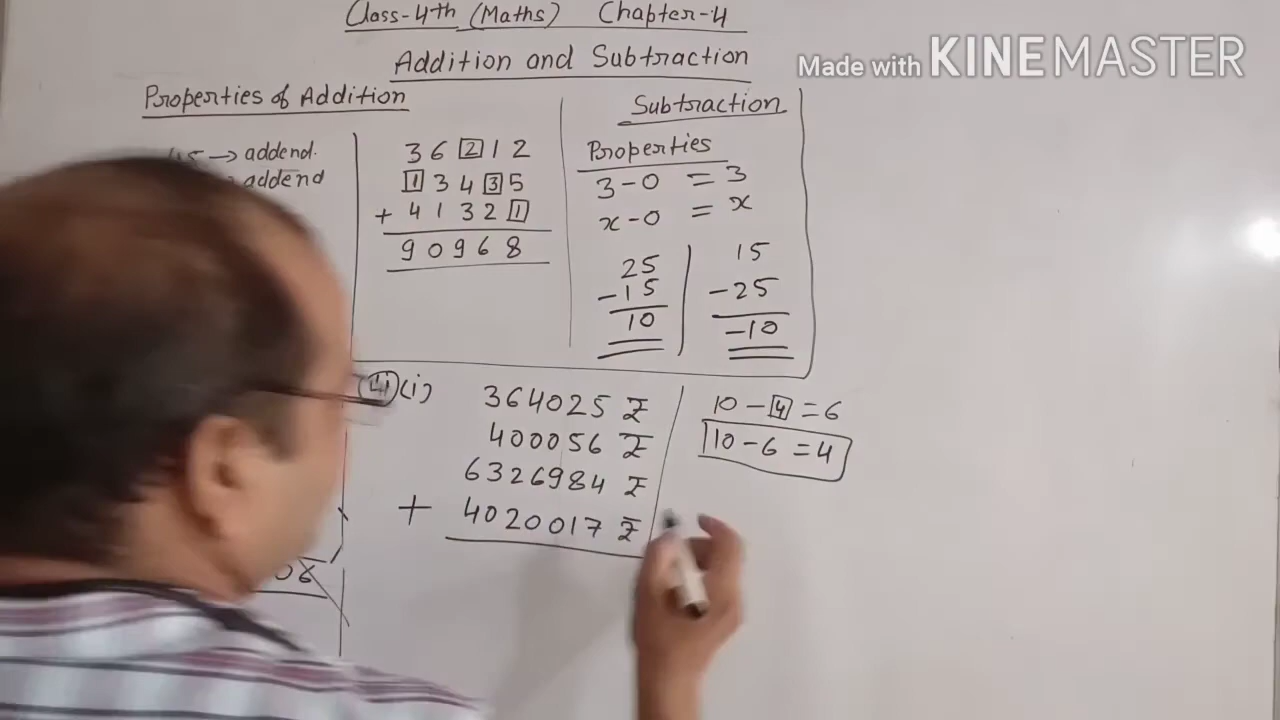 Class-4th (Maths) Chapter-4
Addition and Subtraction
Made with KINEMASTER
Properties of Addition
→ addend.
addend
3 6 2 1 2
1 3 4 3 5
+ 4 1 3 2 1
9 0 9 6 8
Subtraction
Properties
3 - 0 = 3
x - 0 = x
25
- 15
10
15
- 25
- 10
4 (i)
364025 ₹
400056 ₹
6326984 ₹
+ 4020017 ₹
10 - 4 = 6
10 - 6 = 4
06